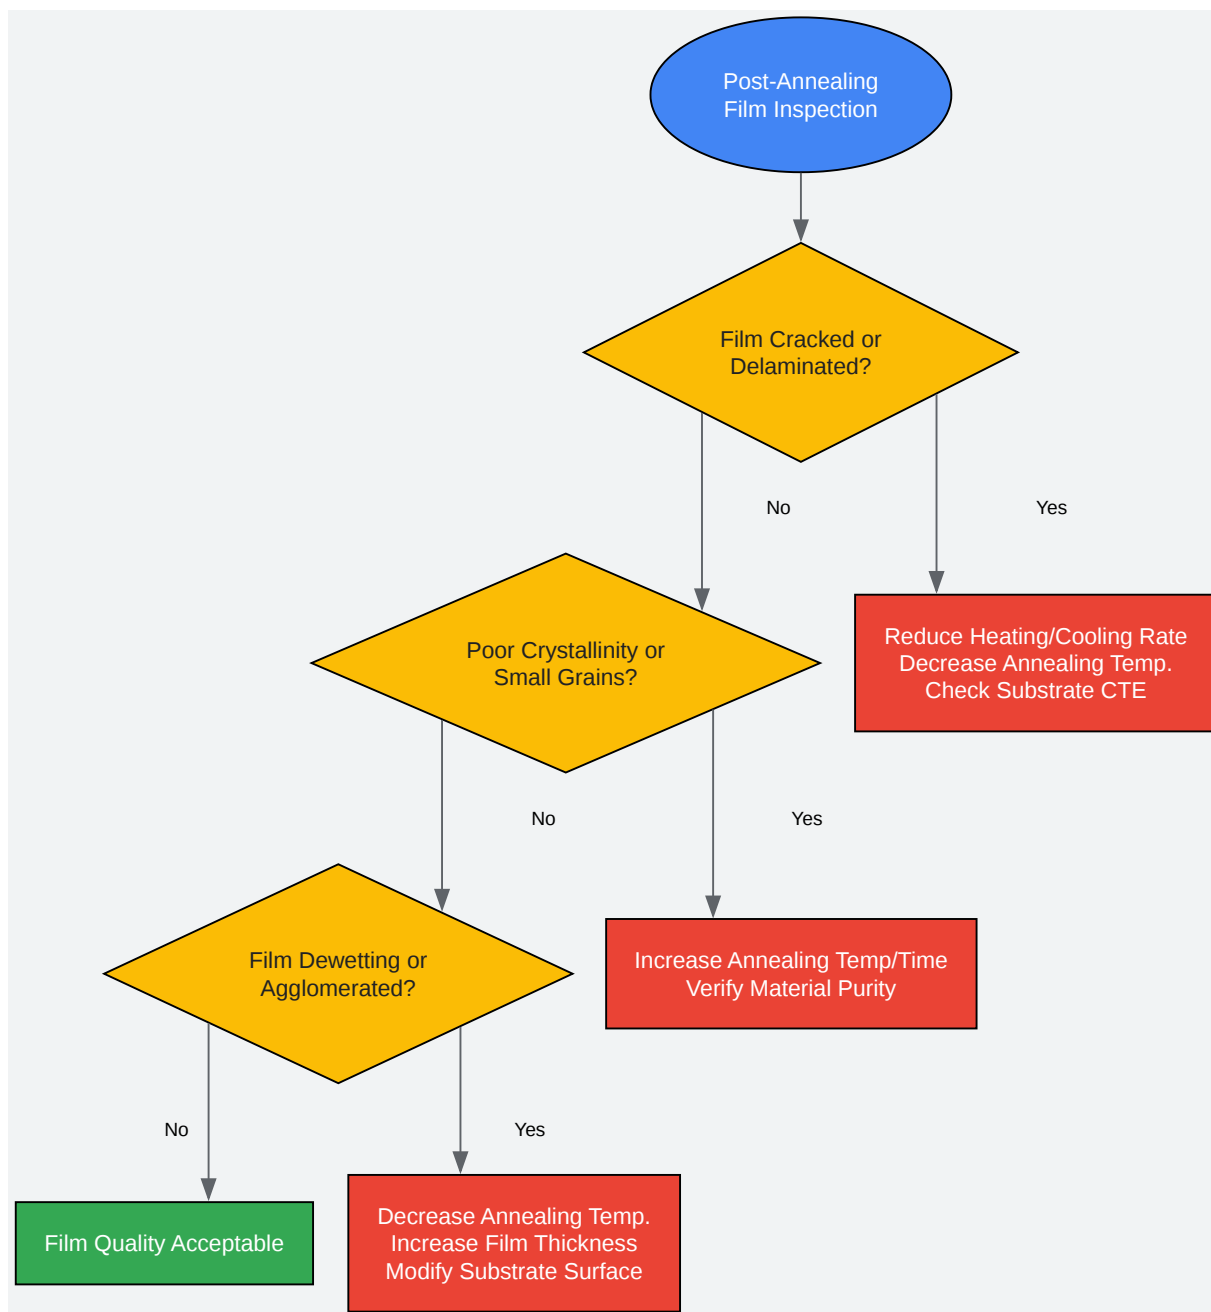 Post-Annealing
Film Inspection
Film Cracked or
Delaminated?
No
Yes
Poor Crystallinity or
Small Grains?
Reduce Heating/Cooling Rate
Decrease Annealing Temp.
Check Substrate CTE
No
Yes
Film Dewetting or
Agglomerated?
Increase Annealing Temp/Time
Verify Material Purity
No
Yes
Film Quality Acceptable
Decrease Annealing Temp.
Increase Film Thickness
Modify Substrate Surface